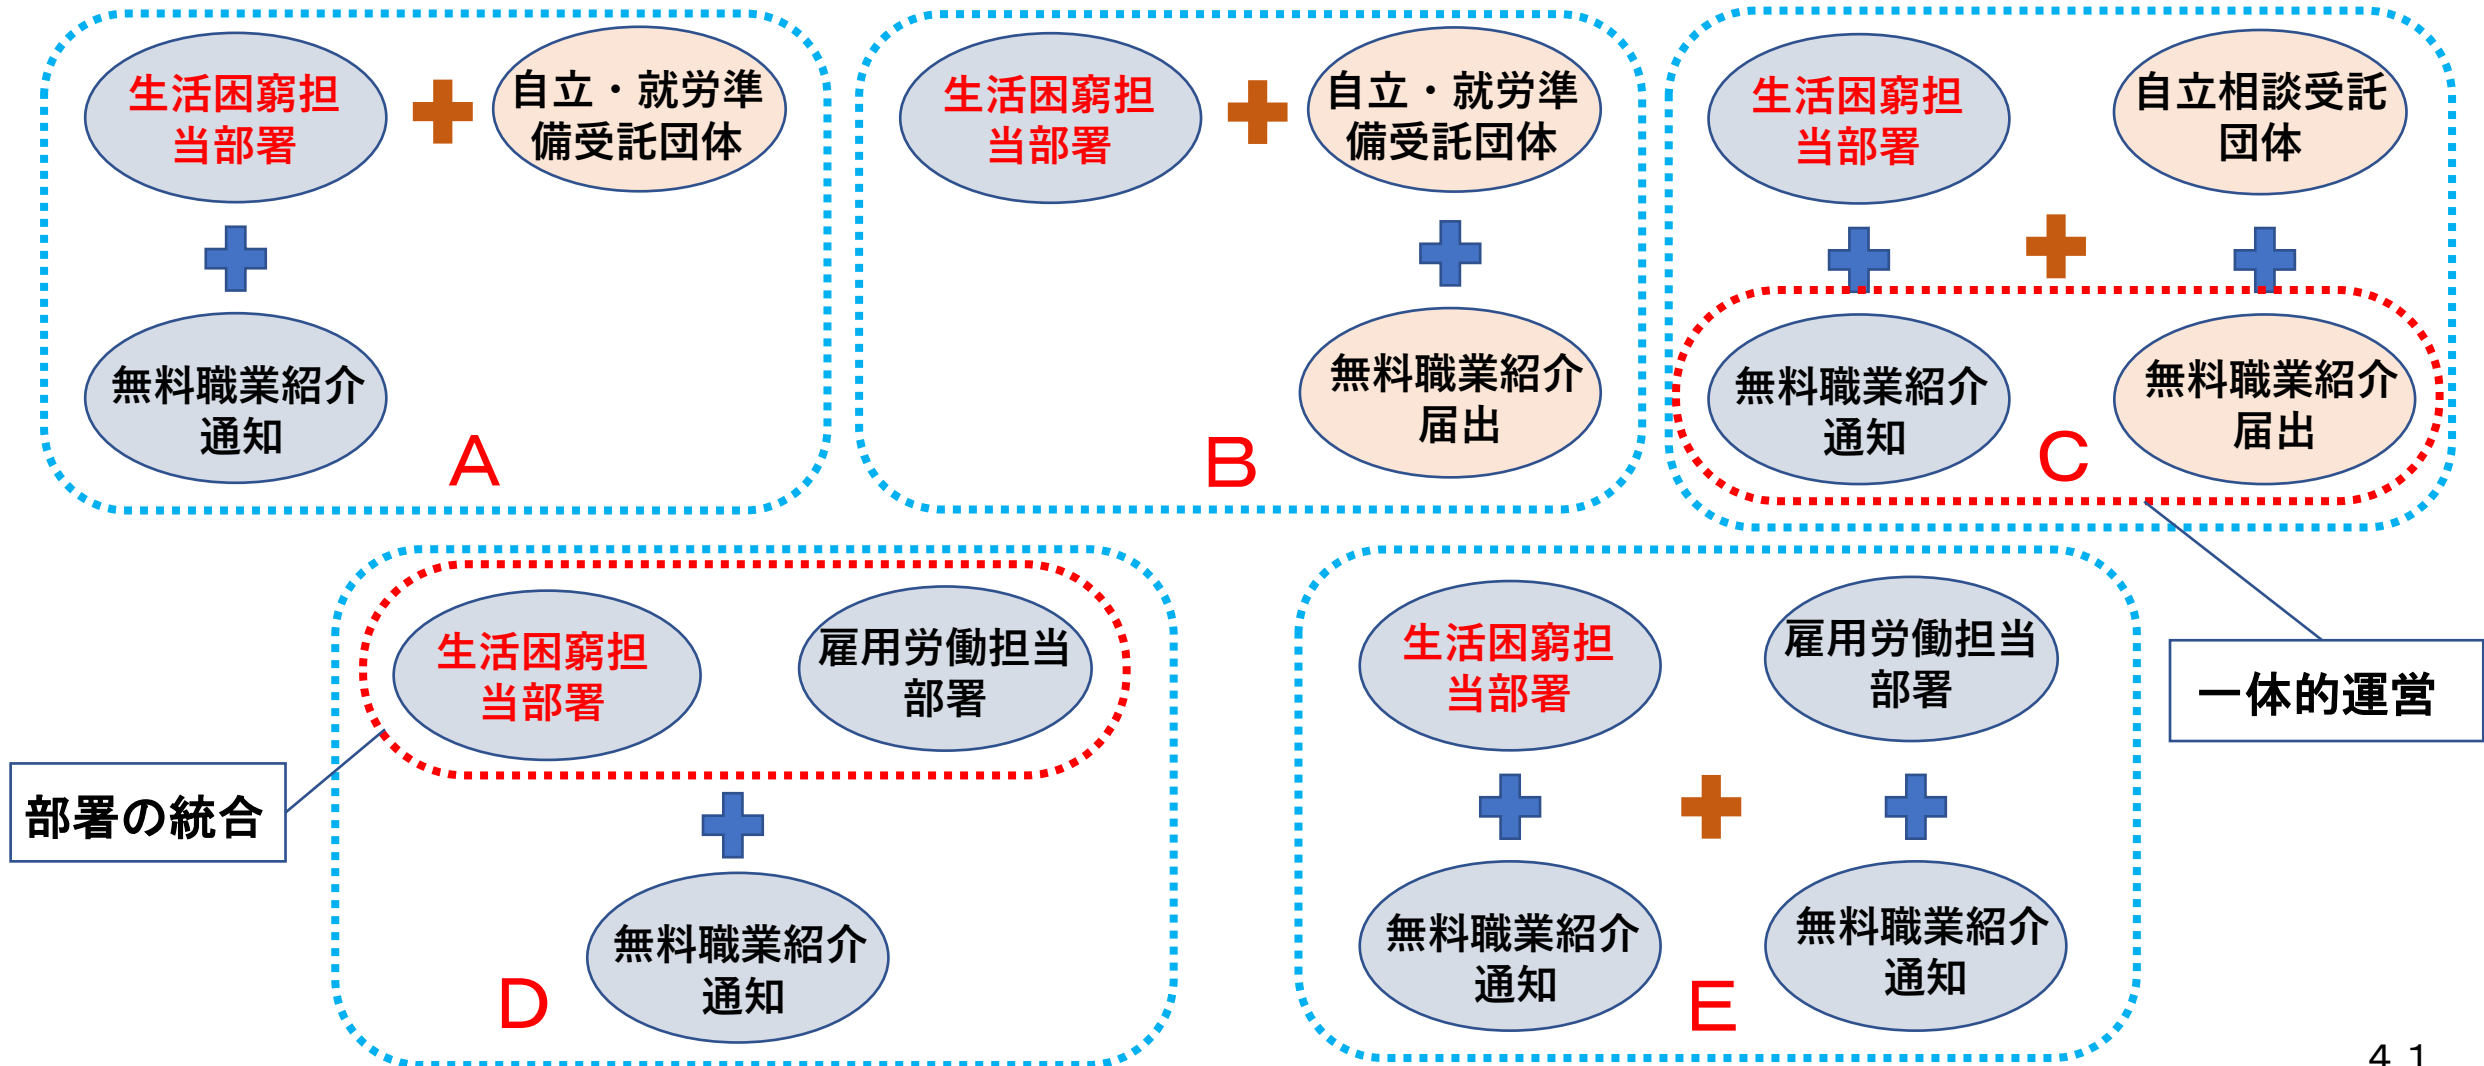 生活困窮担
当部署
自立・就労準
備受託団体
無料職業紹介
通知
A
生活困窮担
当部署
自立・就労準
備受託団体
無料職業紹介
届出
B
生活困窮担
当部署
自立相談受託
団体
無料職業紹介
通知
無料職業紹介
届出
C
一体的運営
部署の統合
生活困窮担
当部署
雇用労働担当
部署
無料職業紹介
通知
D
生活困窮担
当部署
雇用労働担当
部署
無料職業紹介
通知
無料職業紹介
通知
E
４１